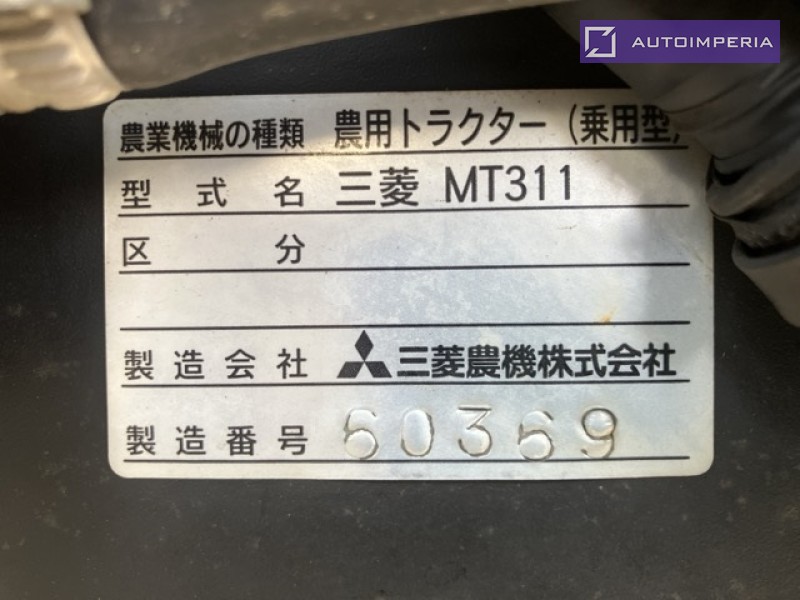 AUTOIMPERIA
農業機械の種類 農用トラクター (乗用型)
型式名 三菱 MT311
区分
製造会社 三菱農機株式会社
製造番号 60369